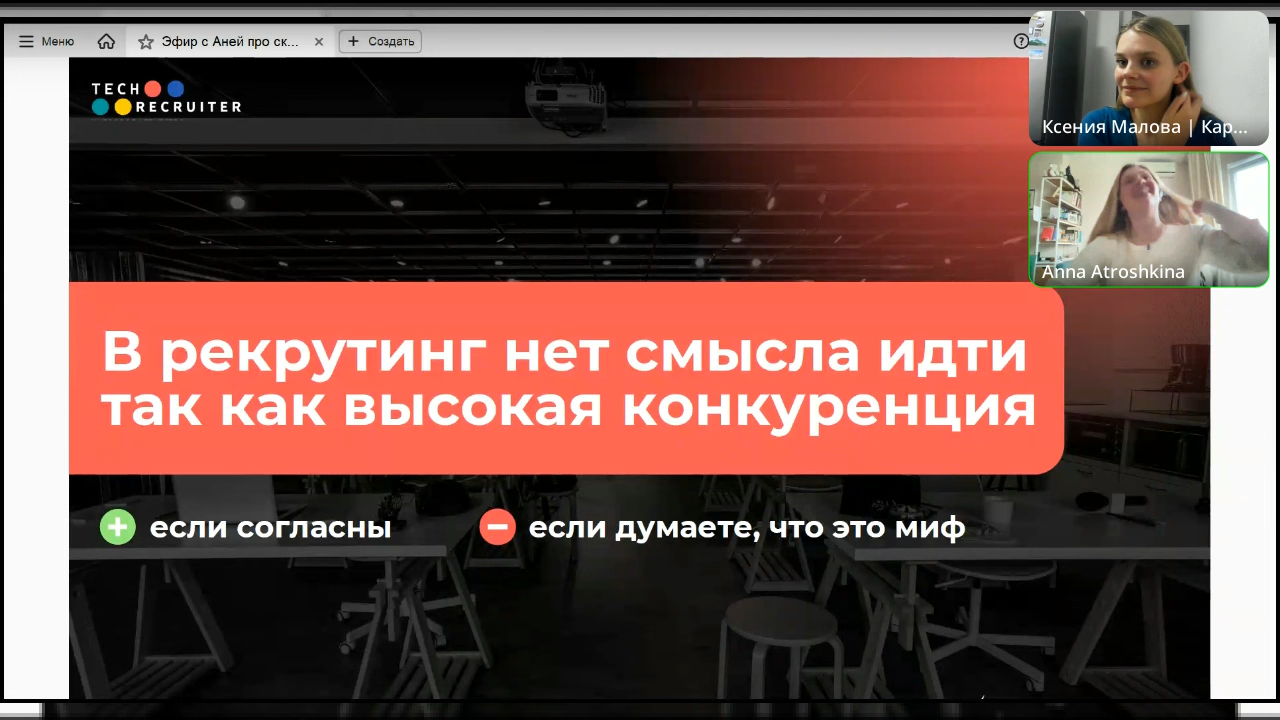 Меню
Эфир с Аней про ск...
Создать
TECH
RECRUITER
Ксения Малова | Кар...
Anna Atroshkina
В рекрутинг нет смысла идти
так как высокая конкуренция
если согласны
если думаете, что это миф